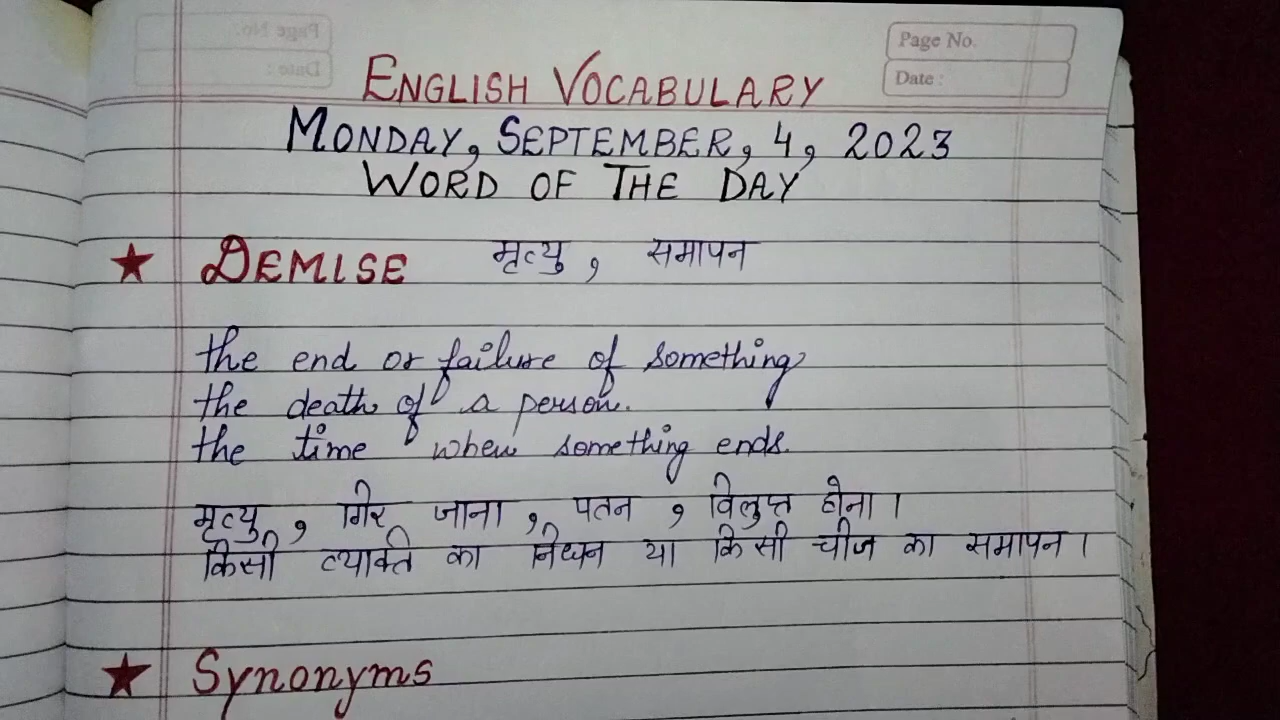 Page No.
Date :
ENGLISH VOCABULARY
MONDAY, SEPTEMBER, 4, 2023
WORD OF THE DAY
★ DEMISE मृत्यु, समापन
the end or failure of something
the death of a person.
the time when something ends.
मृत्यु, गिर जाना, पतन, विलुप्त होना।
किसी व्यक्ति का निधन या किसी चीज का समापन।
★ Synonyms